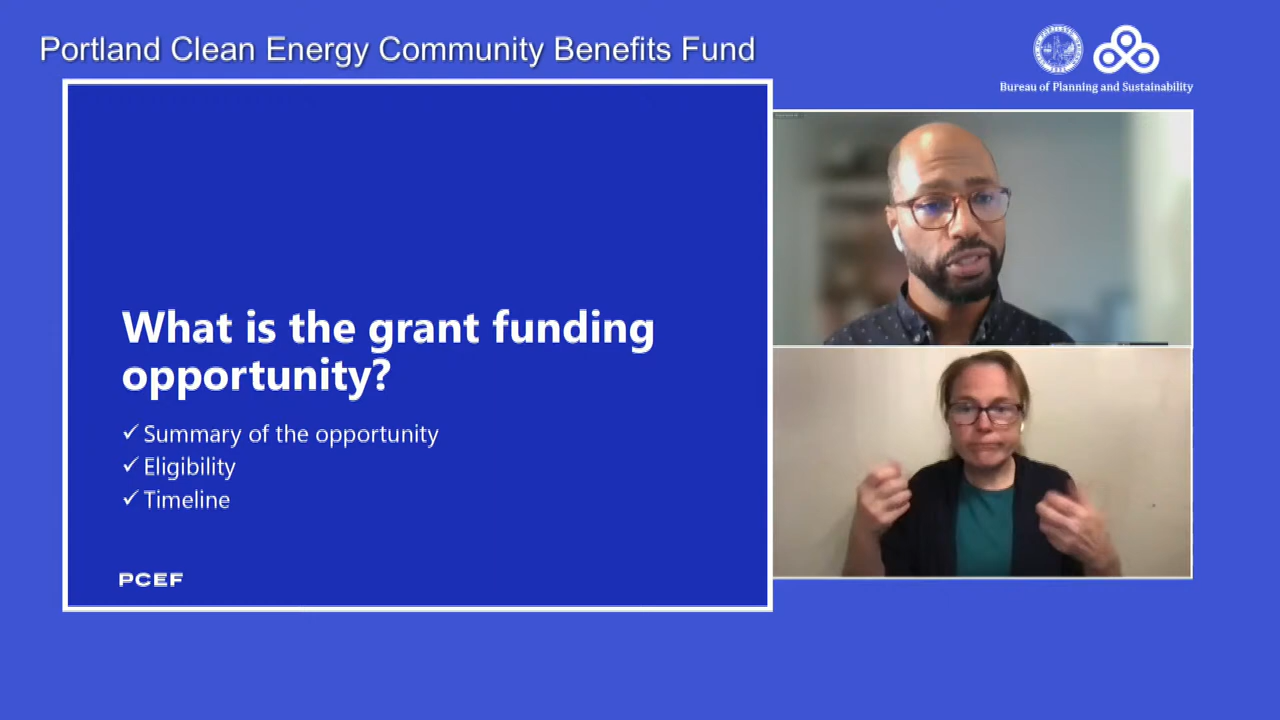 Portland Clean Energy Community Benefits Fund
Bureau of Planning and Sustainability
What is the grant funding
opportunity?
✓ Summary of the opportunity
✓ Eligibility
✓ Timeline
PCEF